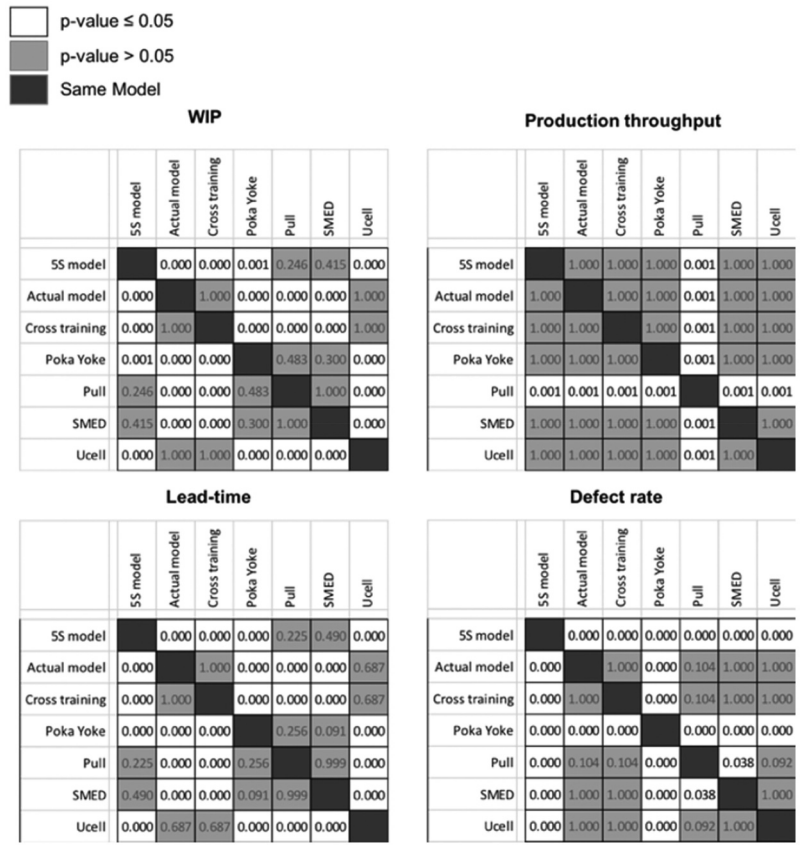 p-value ≤ 0.05
p-value > 0.05
Same Model
WIP
5S model Actual model Cross training Poka Yoke Pull SMED Ucell
5S model 0.000 0.000 0.001 0.246 0.415 0.000
Actual model 0.000 1.000 0.000 0.000 0.000 1.000
Cross training 0.000 1.000 0.000 0.000 0.000 1.000
Poka Yoke 0.001 0.000 0.000 0.483 0.300 0.000
Pull 0.246 0.000 0.000 0.483 1.000 0.000
SMED 0.415 0.000 0.000 0.300 1.000 0.000
Ucell 0.000 1.000 1.000 0.000 0.000 0.000
Production throughput
5S model Actual model Cross training Poka Yoke Pull SMED Ucell
5S model 1.000 1.000 1.000 0.001 1.000 1.000
Actual model 1.000 1.000 1.000 0.001 1.000 1.000
Cross training 1.000 1.000 1.000 0.001 1.000 1.000
Poka Yoke 1.000 1.000 1.000 0.001 1.000 1.000
Pull 0.001 0.001 0.001 0.001 0.001 0.001
SMED 1.000 1.000 1.000 1.000 0.001 1.000
Ucell 1.000 1.000 1.000 1.000 0.001 1.000
Lead-time
5S model Actual model Cross training Poka Yoke Pull SMED Ucell
5S model 0.000 0.000 0.000 0.225 0.490 0.000
Actual model 0.000 1.000 0.000 0.000 0.000 0.687
Cross training 0.000 1.000 0.000 0.000 0.000 0.687
Poka Yoke 0.000 0.000 0.000 0.256 0.091 0.000
Pull 0.225 0.000 0.000 0.256 0.999 0.000
SMED 0.490 0.000 0.000 0.091 0.999 0.000
Ucell 0.000 0.687 0.687 0.000 0.000 0.000
Defect rate
5S model Actual model Cross training Poka Yoke Pull SMED Ucell
5S model 0.000 0.000 0.000 0.000 0.000 0.000
Actual model 0.000 1.000 0.000 0.104 1.000 1.000
Cross training 0.000 1.000 0.000 0.104 1.000 1.000
Poka Yoke 0.000 0.000 0.000 0.000 0.000 0.000
Pull 0.000 0.104 0.104 0.000 0.038 0.092
SMED 0.000 1.000 1.000 0.000 0.038 1.000
Ucell 0.000 1.000 1.000 0.000 0.092 1.000